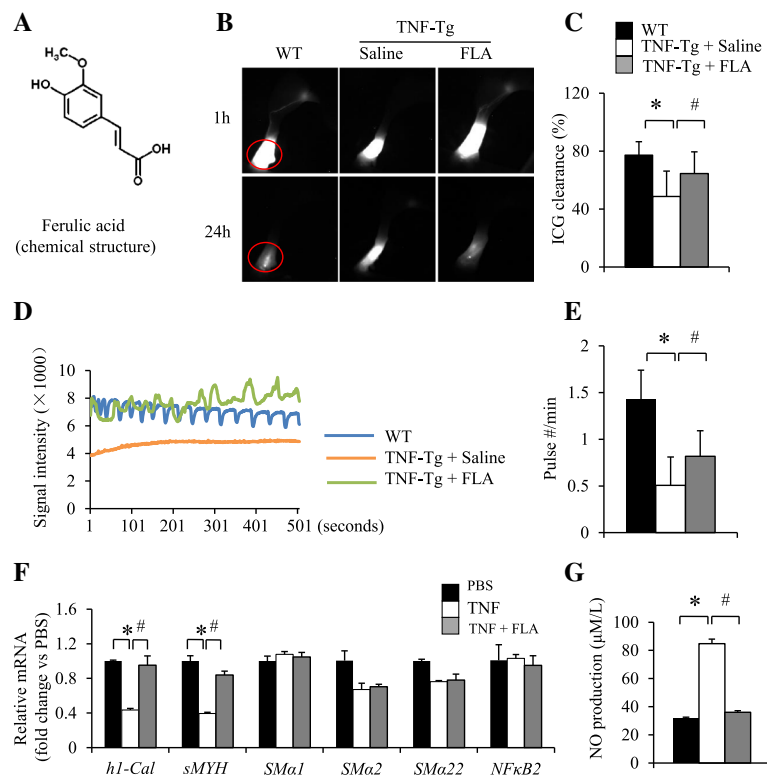 A
H₃C
O
HO
OH
O
Ferulic acid
(chemical structure)
B
TNF-Tg
WT Saline FLA
1h
24h
C
WT
TNF-Tg + Saline
TNF-Tg + FLA
120
80
40
0
ICG clearance (%)
* #
D
Signal intensity (×1000)
10
8
6
4
2
0
1 101 201 301 401 501 (seconds)
WT
TNF-Tg + Saline
TNF-Tg + FLA
E
Pulse #/min
2
1.5
1
0.5
0
* #
F
Relative mRNA
(fold change vs PBS)
1.6
1.2
0.8
0.4
0
PBS
TNF
TNF + FLA
* # * #
h1-Cal sMYH SMα1 SMα2 SMα22 NFκB2
G
NO production (µM/L)
100
80
60
40
20
0
* #